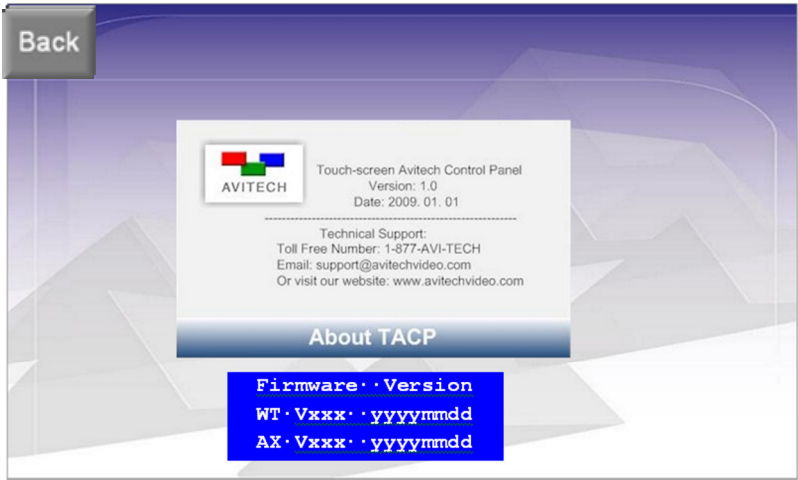 Back
AVITECH
Touch-screen Avitech Control Panel
Version: 1.0
Date: 2009. 01. 01
------------------------------------------------------------
Technical Support:
Toll Free Number: 1-877-AVI-TECH
Email: support@avitechvideo.com
Or visit our website: www.avitechvideo.com
About TACP
Firmware··Version
WT·Vxxx··yyyymmdd
AX·Vxxx··yyyymmdd